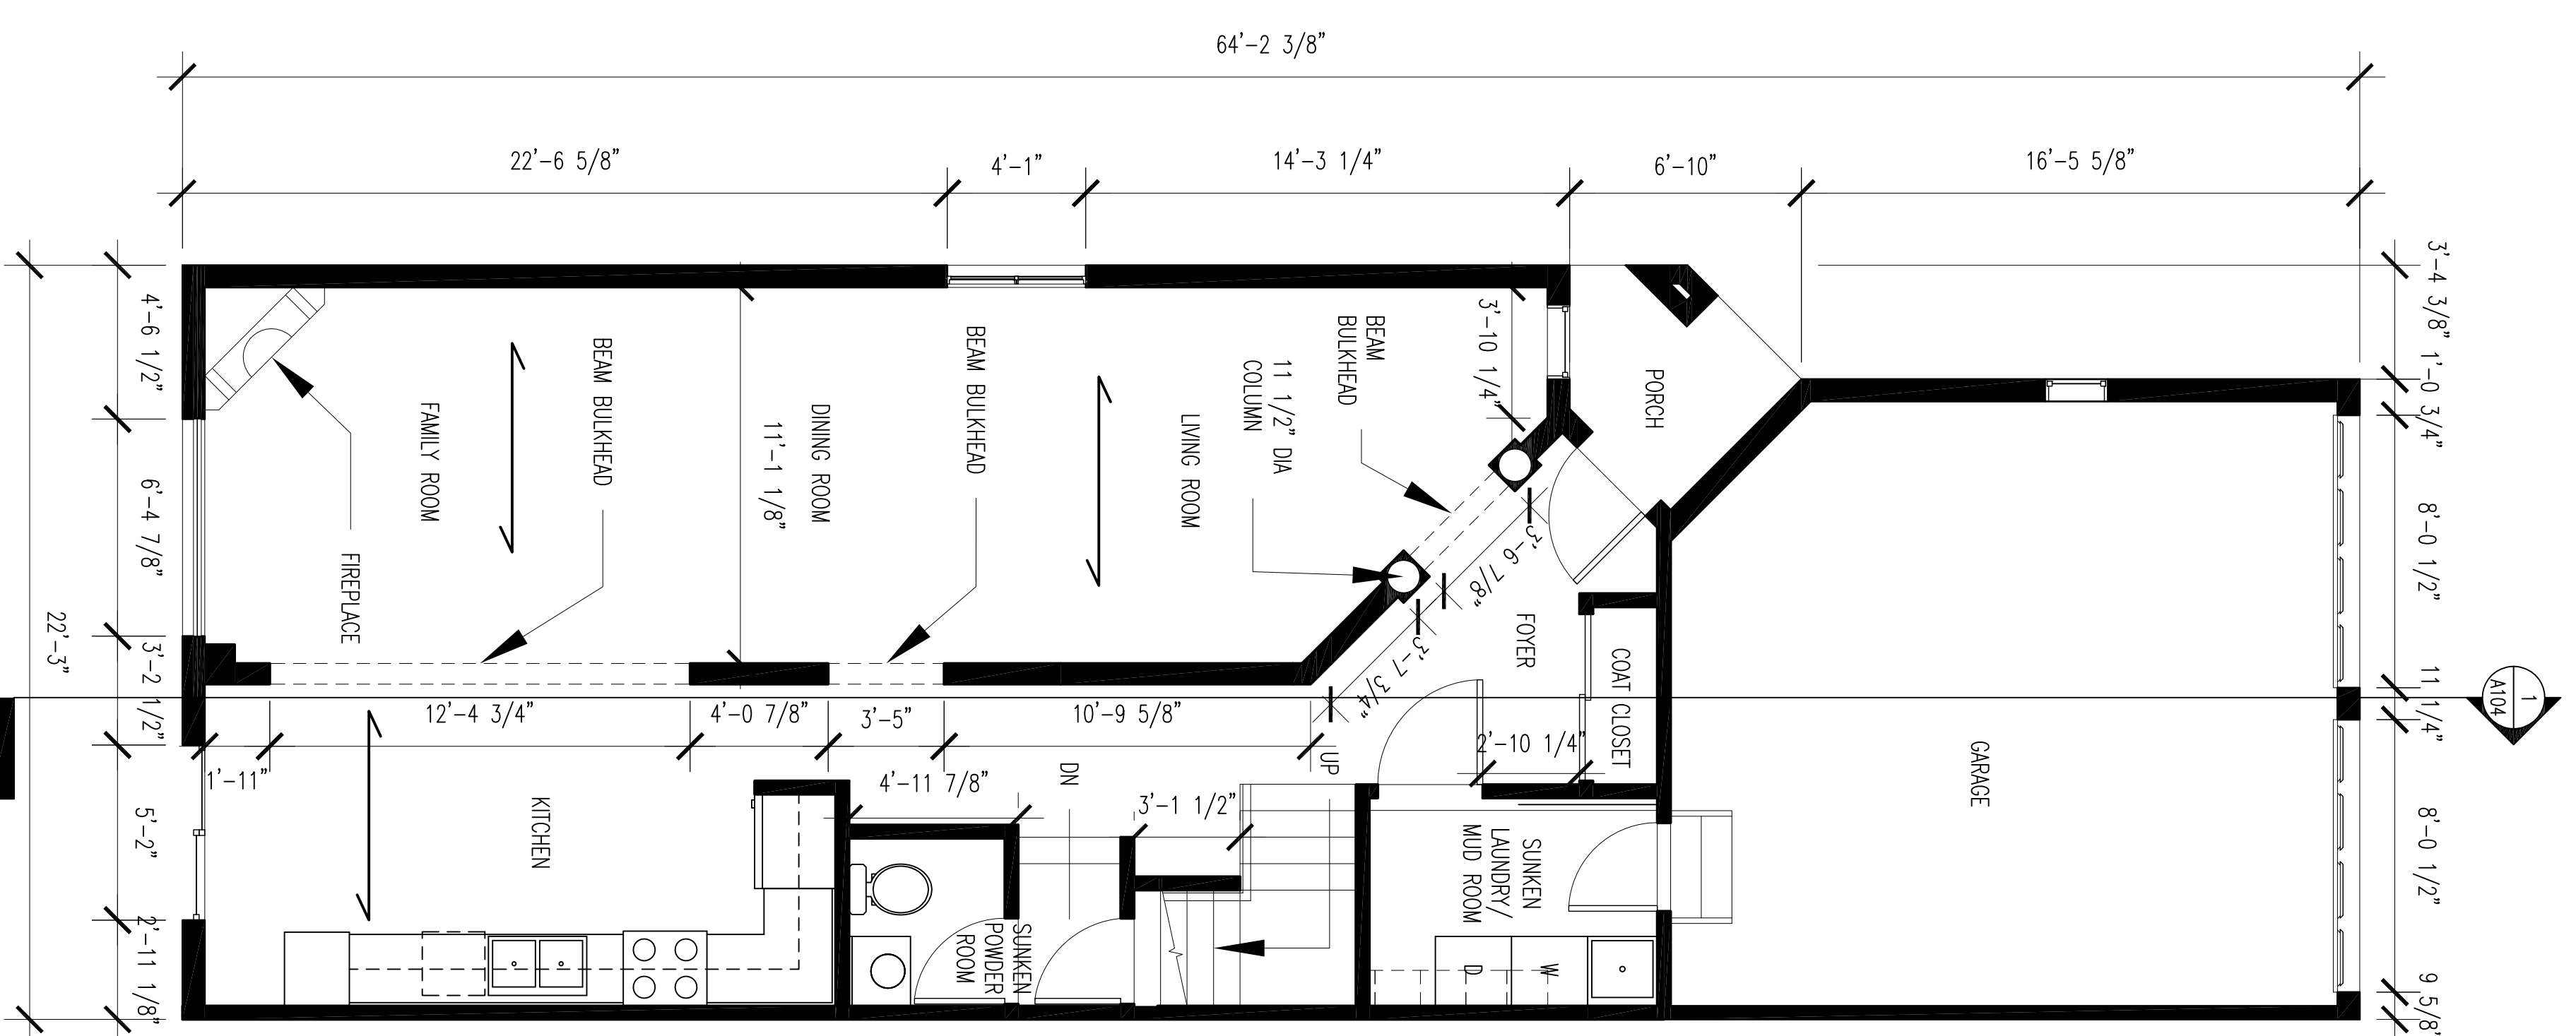 64'-2 3/8"
22'-6 5/8"
4'-1"
14'-3 1/4"
6'-10"
16'-5 5/8"
3'-4 3/8"
1'-0 3/4"
8'-0 1/2"
11 1/4"
8'-0 1/2"
9 5/8"
1
A104
4'-6 1/2"
6'-4 7/8"
3'-2 1/2"
5'-2"
2'-11 1/8"
22'-3"
FIREPLACE
FAMILY ROOM
BEAM BULKHEAD
DINING ROOM
11'-1 1/8"
BEAM BULKHEAD
LIVING ROOM
11 1/2" DIA
COLUMN
BEAM
BULKHEAD
3'-10 1/4"
PORCH
3'-6 7/8"
3'-7 3/4"
FOYER
COAT CLOSET
GARAGE
12'-4 3/4"
4'-0 7/8"
3'-5"
10'-9 5/8"
1'-11"
4'-11 7/8"
3'-1 1/2"
2'-10 1/4"
UP
DN
KITCHEN
SUNKEN
POWDER
ROOM
SUNKEN
LAUNDRY/
MUD ROOM
D
W